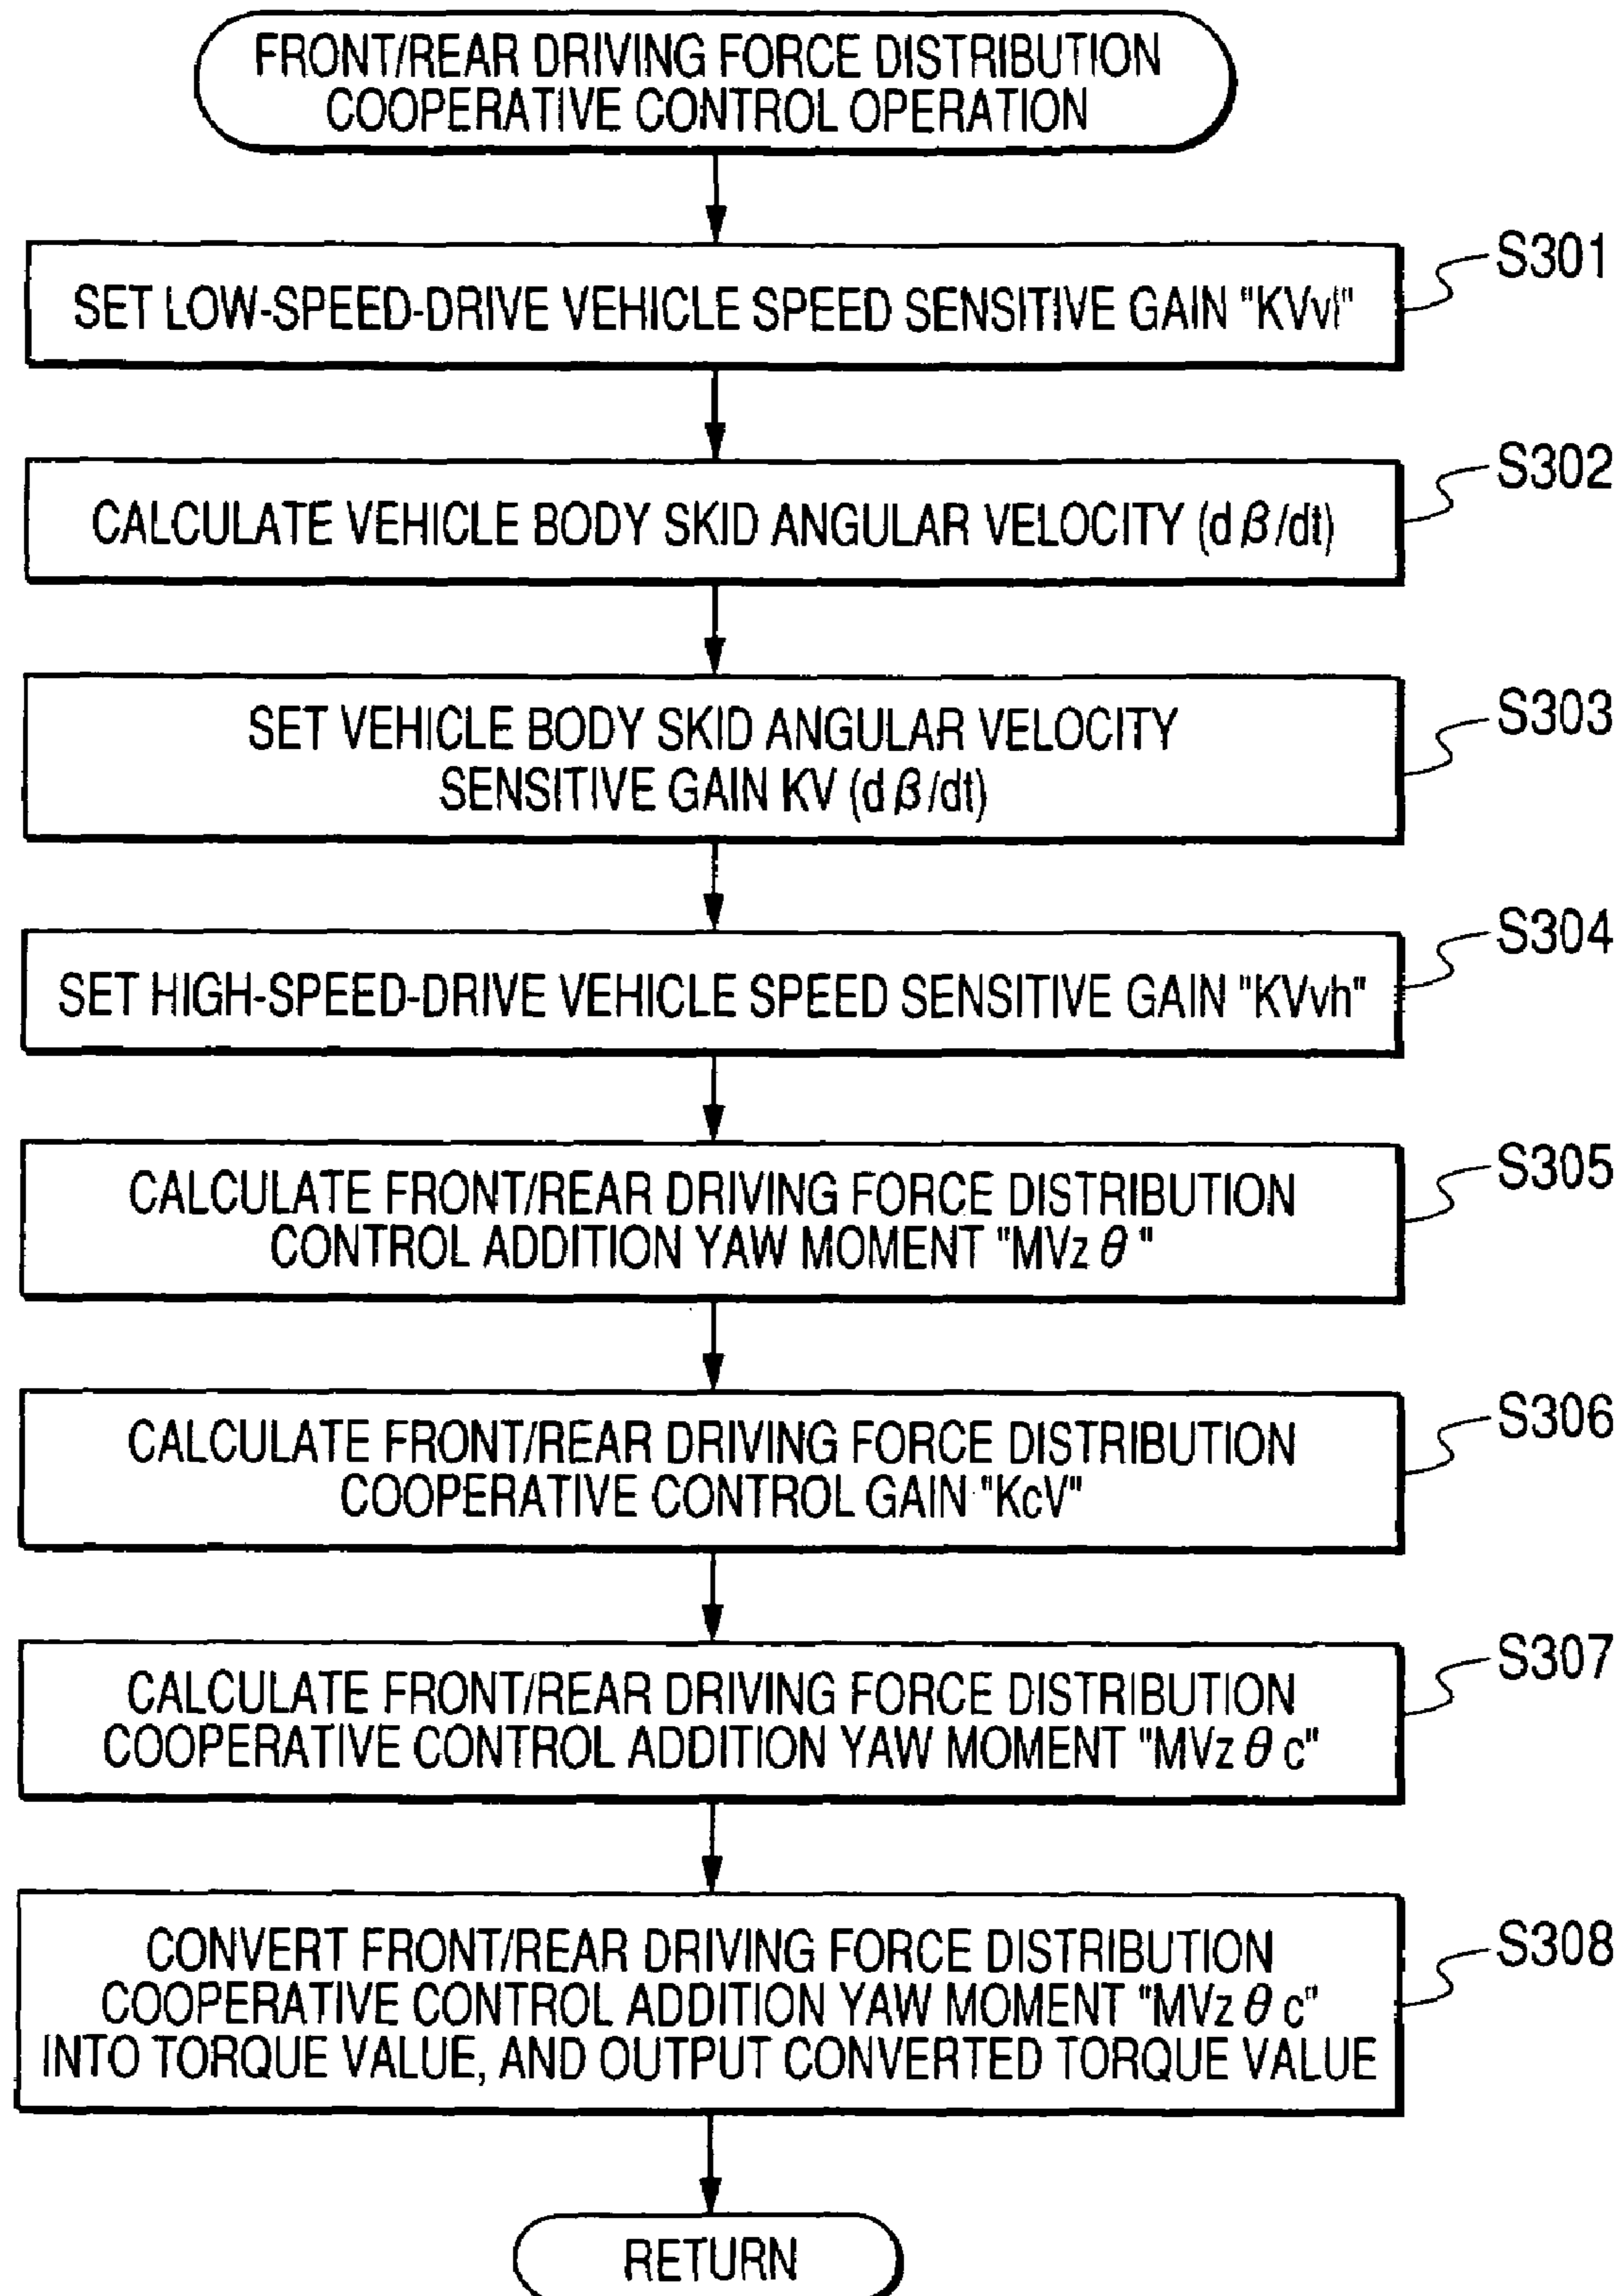 FRONT/REAR DRIVING FORCE DISTRIBUTION
COOPERATIVE CONTROL OPERATION
S301
SET LOW-SPEED-DRIVE VEHICLE SPEED SENSITIVE GAIN "KVvl"
S302
CALCULATE VEHICLE BODY SKID ANGULAR VELOCITY (dβ/dt)
S303
SET VEHICLE BODY SKID ANGULAR VELOCITY
SENSITIVE GAIN KV (dβ/dt)
S304
SET HIGH-SPEED-DRIVE VEHICLE SPEED SENSITIVE GAIN "KVvh"
S305
CALCULATE FRONT/REAR DRIVING FORCE DISTRIBUTION
CONTROL ADDITION YAW MOMENT "MVzθ"
S306
CALCULATE FRONT/REAR DRIVING FORCE DISTRIBUTION
COOPERATIVE CONTROL GAIN "KcV"
S307
CALCULATE FRONT/REAR DRIVING FORCE DISTRIBUTION
COOPERATIVE CONTROL ADDITION YAW MOMENT "MVzθc"
S308
CONVERT FRONT/REAR DRIVING FORCE DISTRIBUTION
COOPERATIVE CONTROL ADDITION YAW MOMENT "MVzθc"
INTO TORQUE VALUE, AND OUTPUT CONVERTED TORQUE VALUE
RETURN